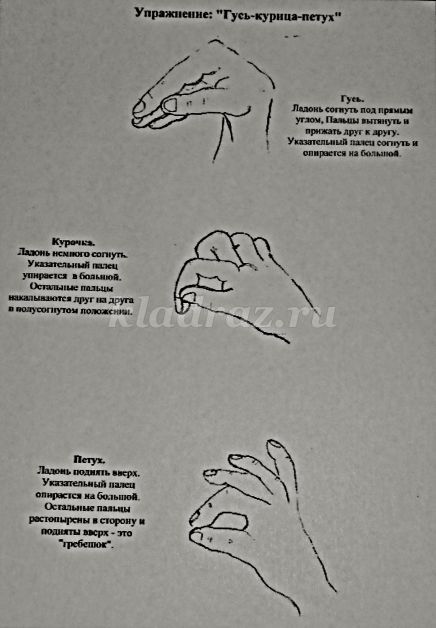 Упражнение: "Гусь-курица-петух"
Гусь.
Ладонь согнуть под прямым
углом, Пальцы вытянуть и
прижать друг к другу.
Указательный палец согнуть и
опирается на большой.
Курочка.
Ладонь немного согнуть.
Указательный палец
упирается в большой.
Остальные пальцы
накалываются друг на друга
в полусогнутом положении.
kladraz.ru
Петух.
Ладонь поднять вверх.
Указательный палец
опирается на большой.
Остальные пальцы
растопырены в сторону и
подняты вверх - это
"гребешок".